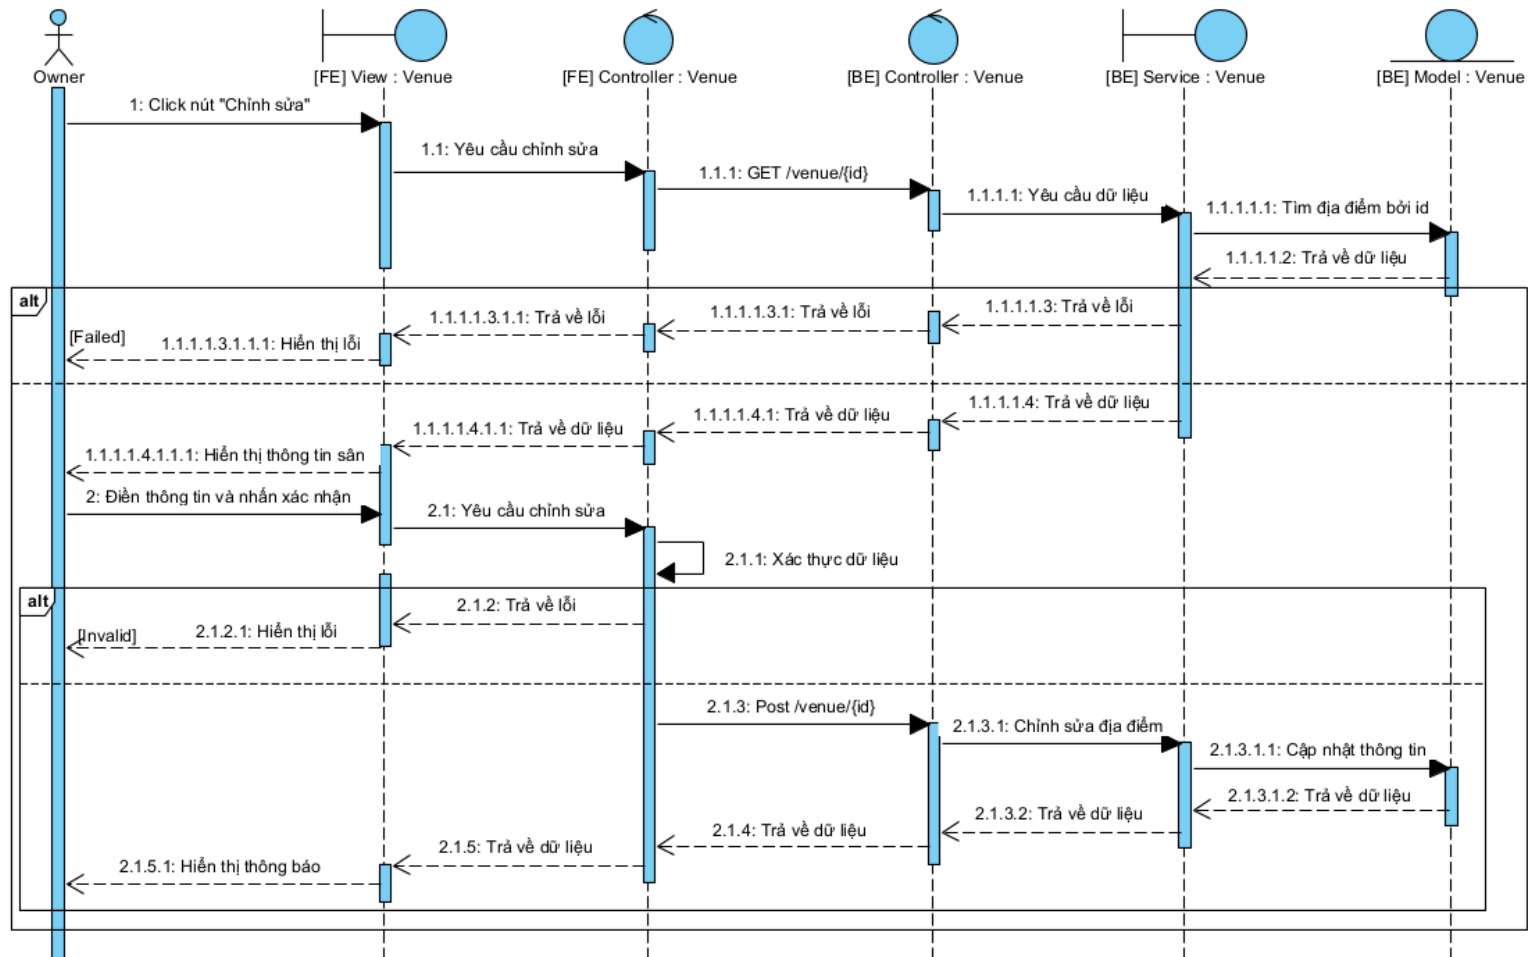 Owner
[FE] View : Venue
[FE] Controller : Venue
[BE] Controller : Venue
[BE] Service : Venue
[BE] Model : Venue
1: Click nút "Chỉnh sửa"
1.1: Yêu cầu chỉnh sửa
1.1.1: GET /venue/{id}
1.1.1.1: Yêu cầu dữ liệu
1.1.1.1.1: Tìm địa điểm bởi id
1.1.1.1.2: Trả về dữ liệu
alt
1.1.1.1.3: Trả về lỗi
1.1.1.1.3.1: Trả về lỗi
1.1.1.1.3.1.1: Trả về lỗi
[Failed]
1.1.1.1.3.1.1.1: Hiển thị lỗi
1.1.1.1.4: Trả về dữ liệu
1.1.1.1.4.1: Trả về dữ liệu
1.1.1.1.4.1.1: Trả về dữ liệu
1.1.1.1.4.1.1.1: Hiển thị thông tin sân
2: Điền thông tin và nhấn xác nhận
2.1: Yêu cầu chỉnh sửa
2.1.1: Xác thực dữ liệu
alt
2.1.2: Trả về lỗi
[Invalid]
2.1.2.1: Hiển thị lỗi
2.1.3: Post /venue/{id}
2.1.3.1: Chỉnh sửa địa điểm
2.1.3.1.1: Cập nhật thông tin
2.1.3.1.2: Trả về dữ liệu
2.1.3.2: Trả về dữ liệu
2.1.4: Trả về dữ liệu
2.1.5: Trả về dữ liệu
2.1.5.1: Hiển thị thông báo